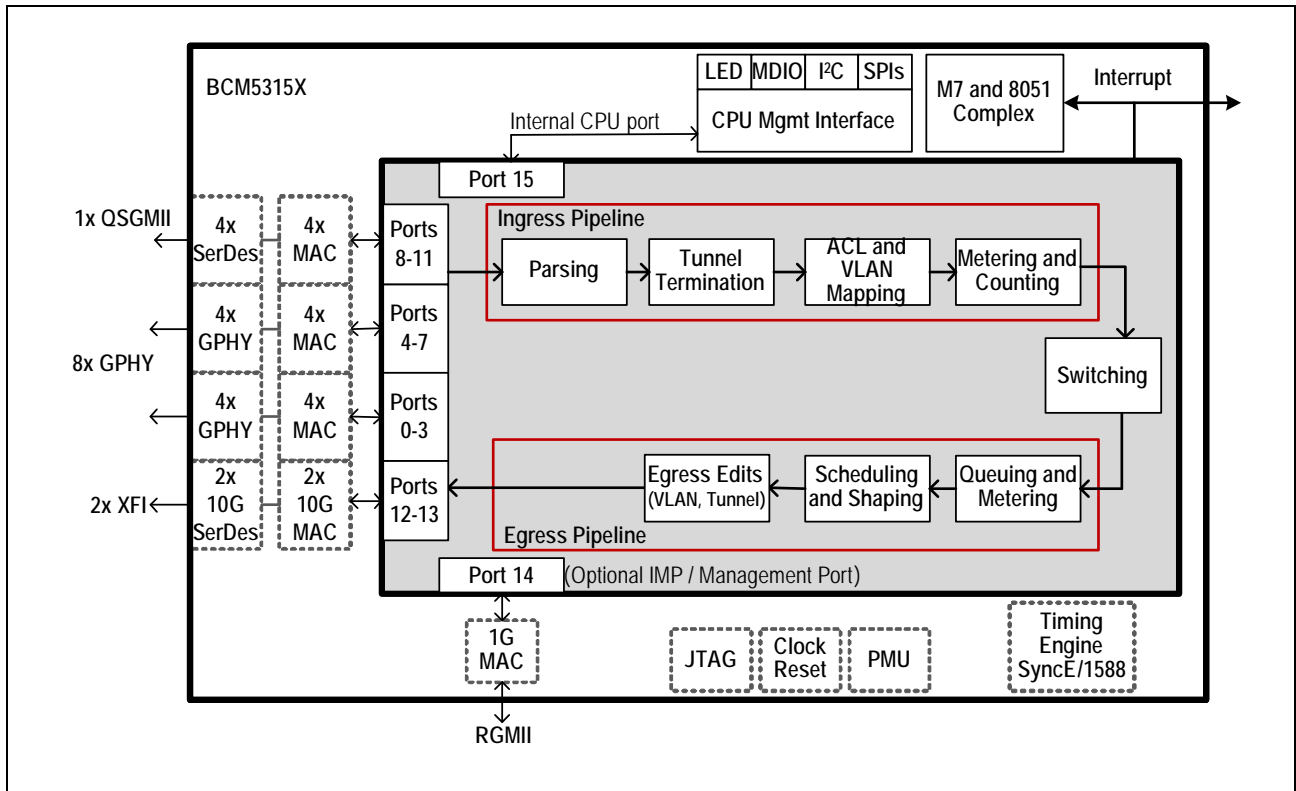 BCM5315X
LED MDIO I²C SPIs
CPU Mgmt Interface
M7 and 8051
Complex
Interrupt
Internal CPU port
Port 15
1x QSGMII
4x
SerDes
4x
MAC
Ports
8-11
Ingress Pipeline
Parsing
Tunnel
Termination
ACL and
VLAN
Mapping
Metering and
Counting
8x GPHY
4x
GPHY
4x
MAC
Ports
4-7
Switching
4x
GPHY
4x
MAC
Ports
0-3
2x XFI
2x
10G
SerDes
2x
10G
MAC
Ports
12-13
Egress Edits
(VLAN, Tunnel)
Scheduling
and Shaping
Queuing and
Metering
Egress Pipeline
Port 14 (Optional IMP / Management Port)
1G
MAC
RGMII
JTAG
Clock
Reset
PMU
Timing
Engine
SyncE/1588